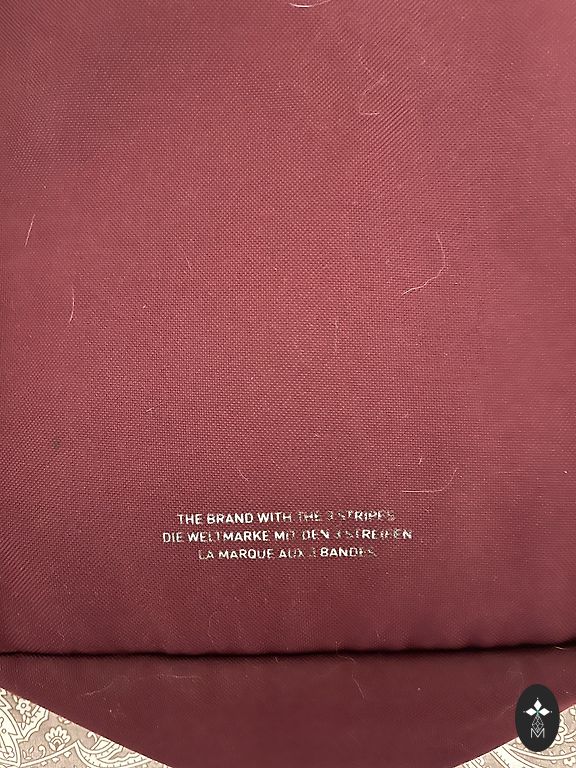 THE BRAND WITH THE 3 STRIPES
DIE WELTMARKE MIT DEN 3 STREIFEN
LA MARQUE AUX 3 BANDES
M